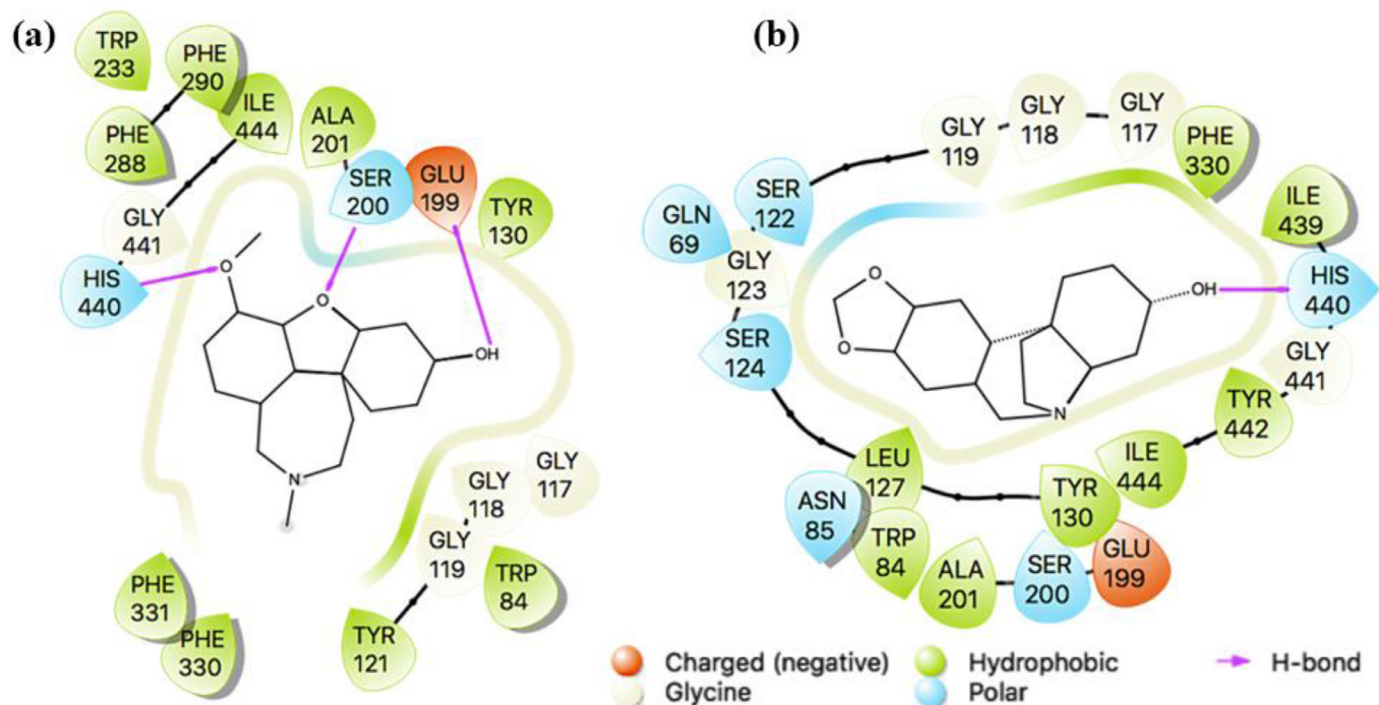 (a)
TRP
233
PHE
290
ILE
444
PHE
288
ALA
201
SER
200
GLU
199
TYR
130
GLY
441
HIS
440
O
O
OH
N
GLY
117
GLY
118
GLY
119
TRP
84
TYR
121
PHE
331
PHE
330
(b)
GLY
119
GLY
118
GLY
117
PHE
330
SER
122
GLN
69
GLY
123
SER
124
ILE
439
HIS
440
GLY
441
TYR
442
ILE
444
O
O
OH
N
LEU
127
ASN
85
TRP
84
TYR
130
ALA
201
SER
200
GLU
199
Charged (negative)
Glycine
Hydrophobic
Polar
H-bond